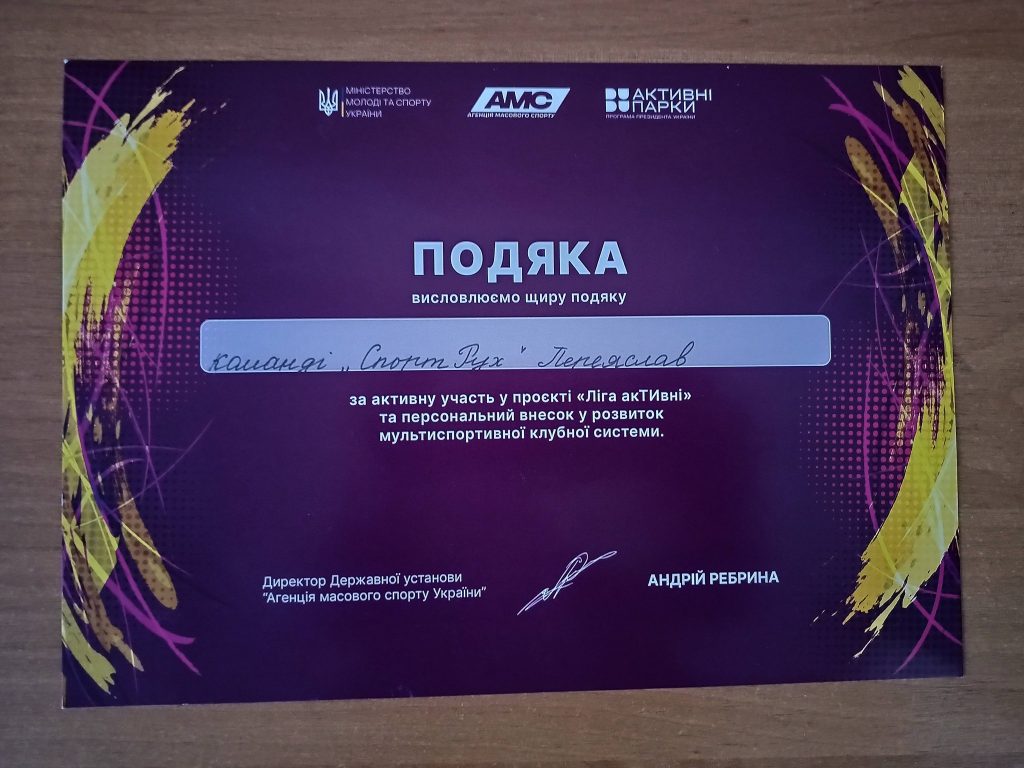 МІНІСТЕРСТВО
МОЛОДІ ТА СПОРТУ
УКРАЇНИ
АМС
АГЕНЦІЯ МАСОВОГО СПОРТУ
АКТИВНІ
ПАРКИ
ПРОГРАМА ПРЕЗИДЕНТА УКРАЇНИ
ПОДЯКА
висловлюємо щиру подяку
команді „Спорт Рух" Переяслав
за активну участь у проєкті «Ліга акТИвні»
та персональний внесок у розвиток
мультиспортивної клубної системи.
Директор Державної установи
“Агенція масового спорту України”
АНДРІЙ РЕБРИНА